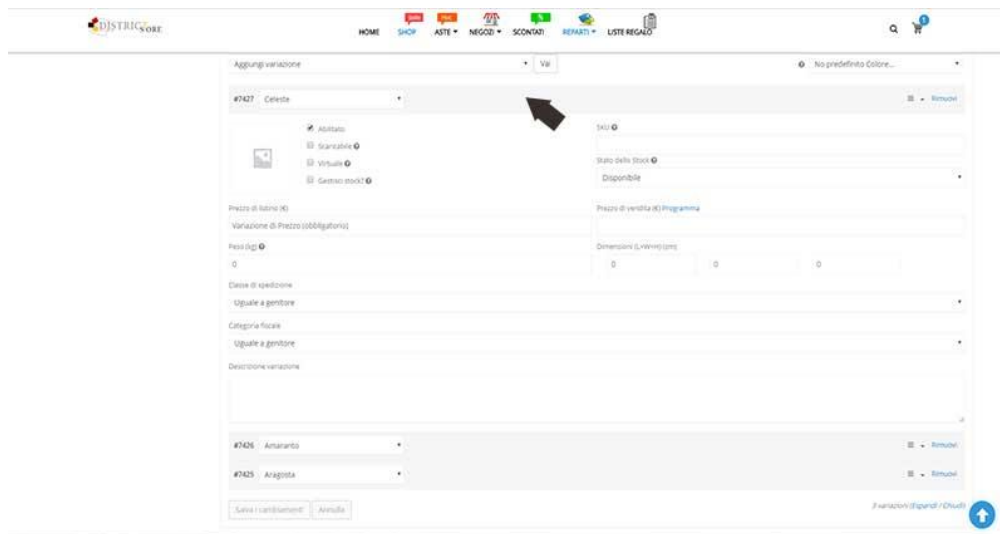 DISTRICTSTORE
HOME SHOP ASTE NEGOZI SCONTATI REPARTI LISTE REGALO
1
Aggiungi variazione Vai No predefinito Colore...
#7427 Celeste Rimuovi
Abilitato
Scaricabile
Virtuale
Gestisci stock?
SKU
Stato dello Stock
Disponibile
Prezzo di listino (€) Prezzo di vendita (€) Programma
Variazione di Prezzo (obbligatorio)
Peso (kg) Dimensioni (L×W×H) (cm)
0 0 0 0
Classe di spedizione
Uguale a genitore
Categoria fiscale
Uguale a genitore
Descrizione variazione
#7426 Amaranto Rimuovi
#7425 Aragosta Rimuovi
Salva i cambiamenti Annulla 3 variazioni (Espandi / Chiudi)